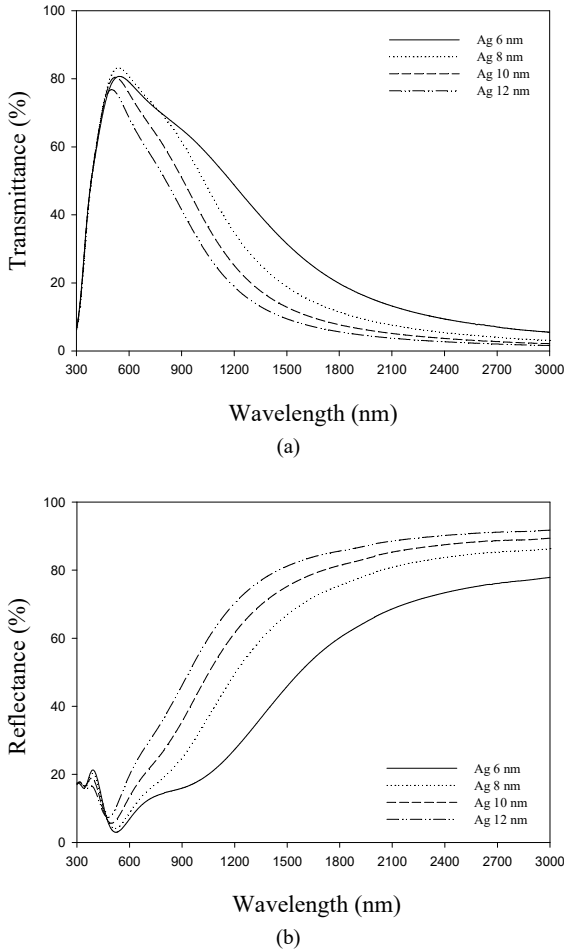 100
80
60
40
20
0
Transmittance (%)
Ag 6 nm
Ag 8 nm
Ag 10 nm
Ag 12 nm
300 600 900 1200 1500 1800 2100 2400 2700 3000
Wavelength (nm)
(a)
100
80
60
40
20
0
Reflectance (%)
Ag 6 nm
Ag 8 nm
Ag 10 nm
Ag 12 nm
300 600 900 1200 1500 1800 2100 2400 2700 3000
Wavelength (nm)
(b)